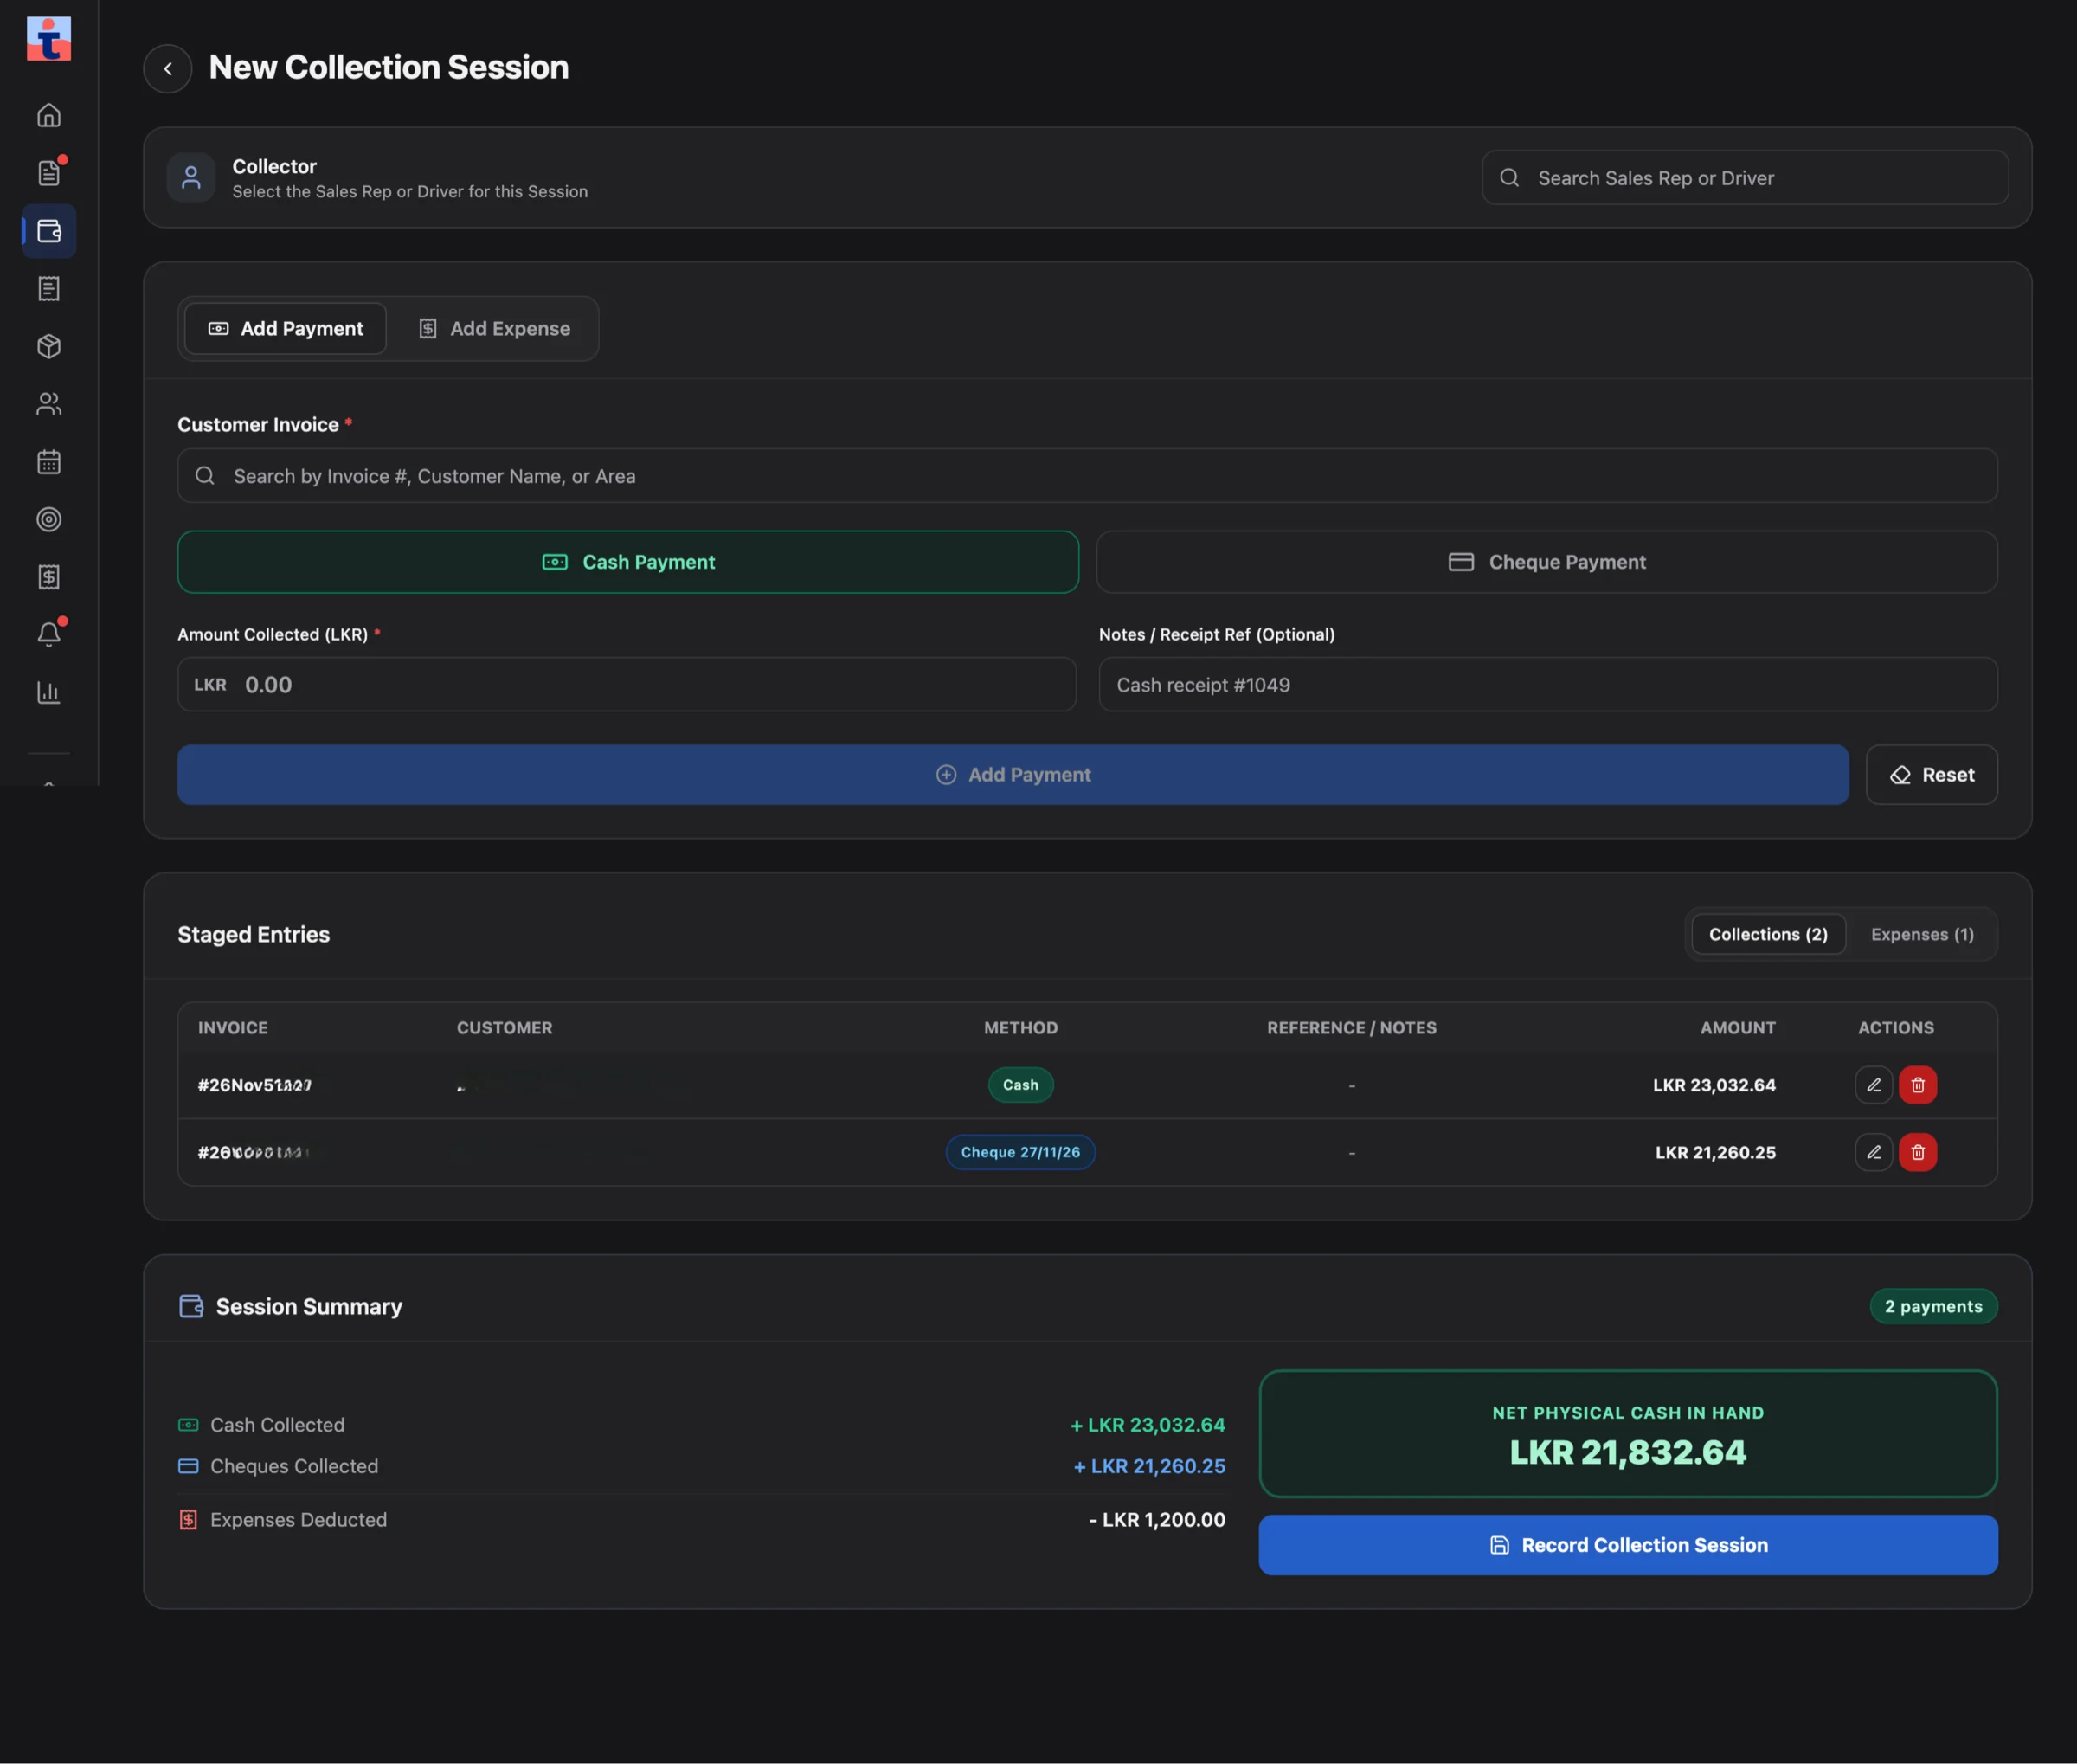 New Collection Session
Collector
Select the Sales Rep or Driver for this Session
Search Sales Rep or Driver
Add Payment
Add Expense
Customer Invoice *
Search by Invoice #, Customer Name, or Area
Cash Payment
Cheque Payment
Amount Collected (LKR) *
Notes / Receipt Ref (Optional)
LKR 0.00
Cash receipt #1049
Add Payment
Reset
Staged Entries
Collections (2)
Expenses (1)
INVOICE CUSTOMER METHOD REFERENCE / NOTES AMOUNT ACTIONS
Cash - LKR 23,032.64
Cheque 27/11/26 - LKR 21,260.25
Session Summary
2 payments
Cash Collected + LKR 23,032.64
Cheques Collected + LKR 21,260.25
Expenses Deducted - LKR 1,200.00
NET PHYSICAL CASH IN HAND
LKR 21,832.64
Record Collection Session